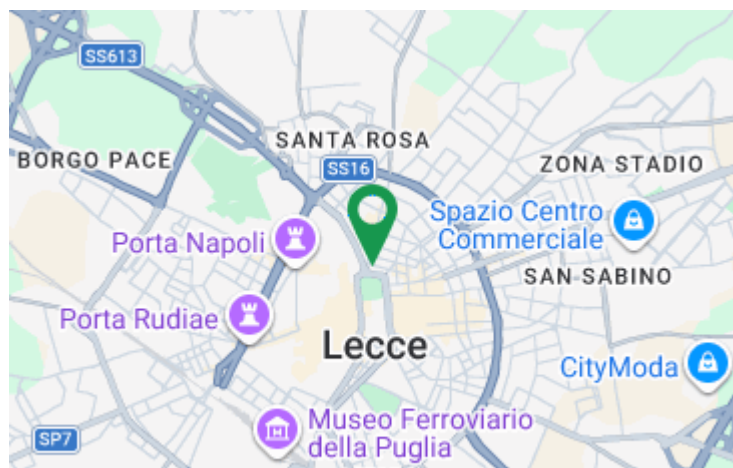 SS613
SANTA ROSA
BORGO PACE
SS16
ZONA STADIO
Porta Napoli
Spazio Centro
Commerciale
SAN SABINO
Porta Rudiae
Lecce
CityModa
Museo Ferroviario
della Puglia
SP7